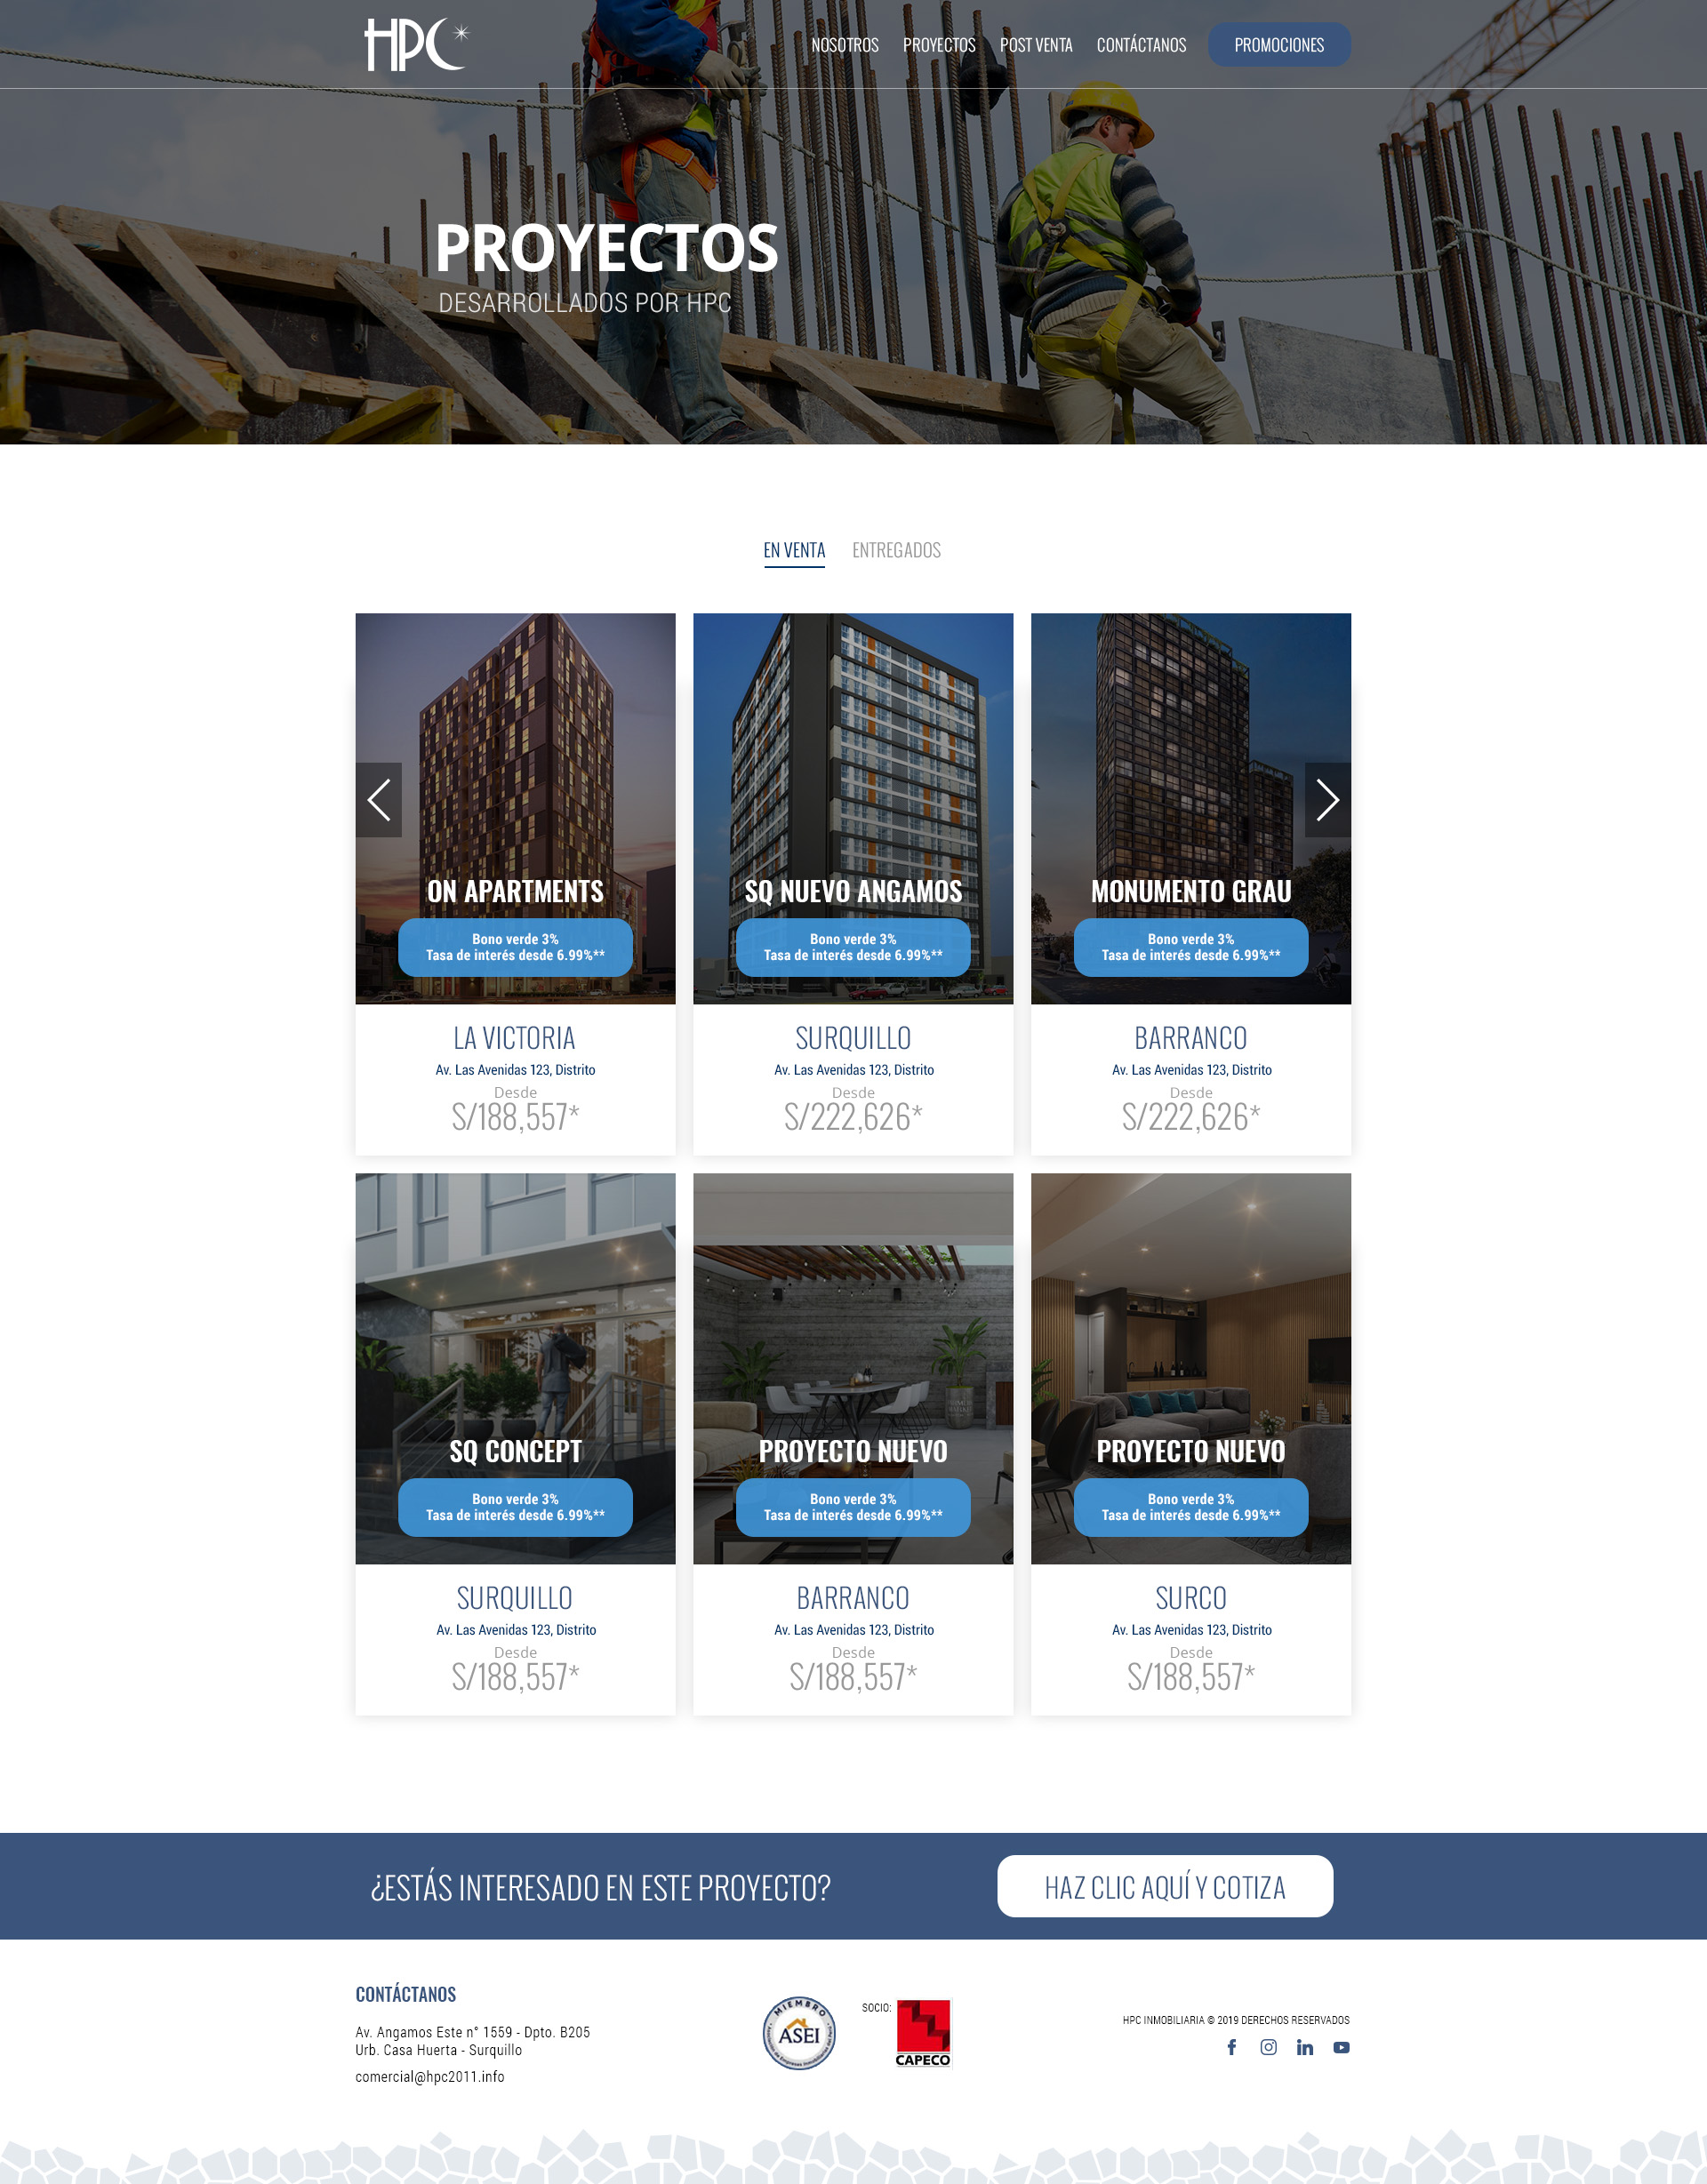 HPC
NOSOTROS PROYECTOS POST VENTA CONTÁCTANOS PROMOCIONES
PROYECTOS
DESARROLLADOS POR HPC
EN VENTA ENTREGADOS
ON APARTMENTS
Bono verde 3%
Tasa de interés desde 6.99%**
LA VICTORIA
Av. Las Avenidas 123, Distrito
Desde
S/188,557*
SQ NUEVO ANGAMOS
Bono verde 3%
Tasa de interés desde 6.99%**
SURQUILLO
Av. Las Avenidas 123, Distrito
Desde
S/222,626*
MONUMENTO GRAU
Bono verde 3%
Tasa de interés desde 6.99%**
BARRANCO
Av. Las Avenidas 123, Distrito
Desde
S/222,626*
SQ CONCEPT
Bono verde 3%
Tasa de interés desde 6.99%**
SURQUILLO
Av. Las Avenidas 123, Distrito
Desde
S/188,557*
PROYECTO NUEVO
Bono verde 3%
Tasa de interés desde 6.99%**
BARRANCO
Av. Las Avenidas 123, Distrito
Desde
S/188,557*
PROYECTO NUEVO
Bono verde 3%
Tasa de interés desde 6.99%**
SURCO
Av. Las Avenidas 123, Distrito
Desde
S/188,557*
¿ESTÁS INTERESADO EN ESTE PROYECTO?
HAZ CLIC AQUÍ Y COTIZA
CONTÁCTANOS
Av. Angamos Este n° 1559 - Dpto. B205
Urb. Casa Huerta - Surquillo
comercial@hpc2011.info
MIEMBRO
ASEI
SOCIO:
CAPECO
HPC INMOBILIARIA © 2019 DERECHOS RESERVADOS